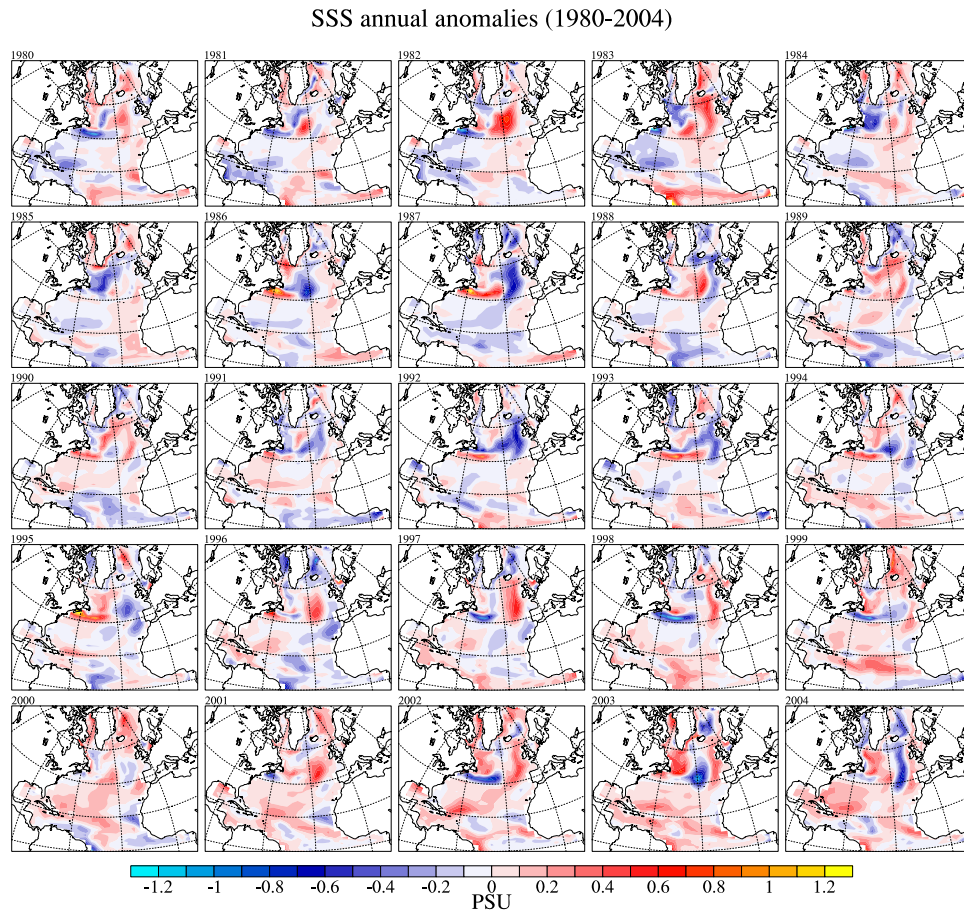 SSS annual anomalies (1980-2004)
1980 1981 1982 1983 1984
1985 1986 1987 1988 1989
1990 1991 1992 1993 1994
1995 1996 1997 1998 1999
2000 2001 2002 2003 2004
-1.2 -1 -0.8 -0.6 -0.4 -0.2 0 0.2 0.4 0.6 0.8 1 1.2
PSU